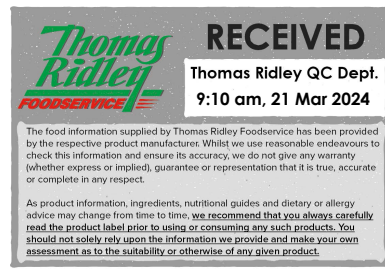 Thomas
Ridley
FOODSERVICE
RECEIVED
Thomas Ridley QC Dept.
9:10 am, 21 Mar 2024
The food information supplied by Thomas Ridley Foodservice has been provided
by the respective product manufacturer. Whilst we use reasonable endeavours to
check this information and ensure its accuracy, we do not give any warranty
(whether express or implied), guarantee or representation that it is true, accurate
or complete in any respect.
As product information, ingredients, nutritional guides and dietary or allergy
advice may change from time to time, we recommend that you always carefully
read the product label prior to using or consuming any such products. You
should not solely rely upon the information we provide and make your own
assessment as to the suitability or otherwise of any given product.